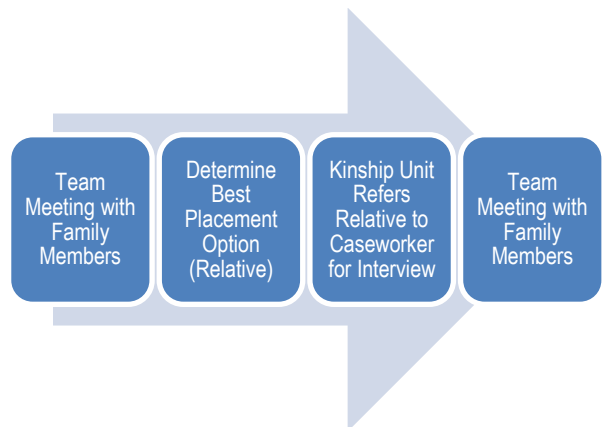 Team
Meeting with
Family
Members
Determine
Best
Placement
Option
(Relative)
Kinship Unit
Refers
Relative to
Caseworker
for Interview
Team
Meeting with
Family
Members